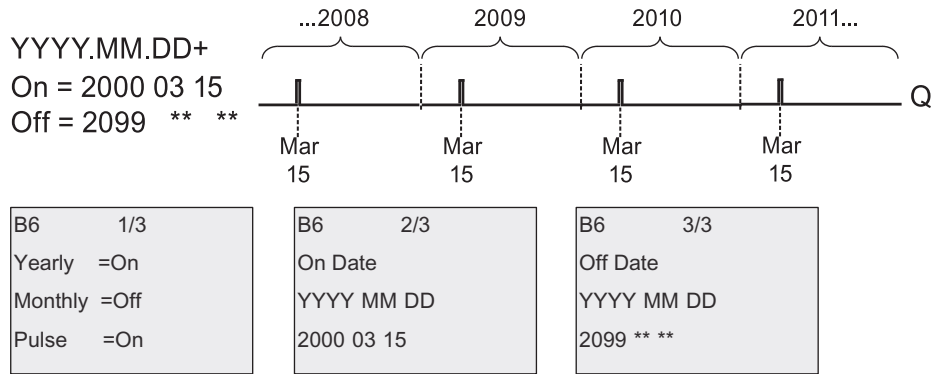 ...2008 2009 2010 2011...
YYYY.MM.DD+
On = 2000 03 15
Off = 2099 ** **
Q
Mar Mar Mar Mar
15 15 15 15
B6 1/3
Yearly =On
Monthly =Off
Pulse =On
B6 2/3
On Date
YYYY MM DD
2000 03 15
B6 3/3
Off Date
YYYY MM DD
2099 ** **